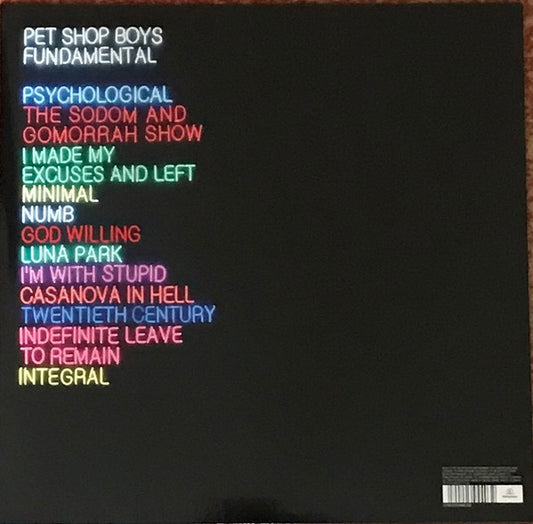 PET SHOP BOYS
FUNDAMENTAL
PSYCHOLOGICAL
THE SODOM AND
GOMORRAH SHOW
I MADE MY
EXCUSES AND LEFT
MINIMAL
NUMB
GOD WILLING
LUNA PARK
I'M WITH STUPID
CASANOVA IN HELL
TWENTIETH CENTURY
INDEFINITE LEAVE
TO REMAIN
INTEGRAL